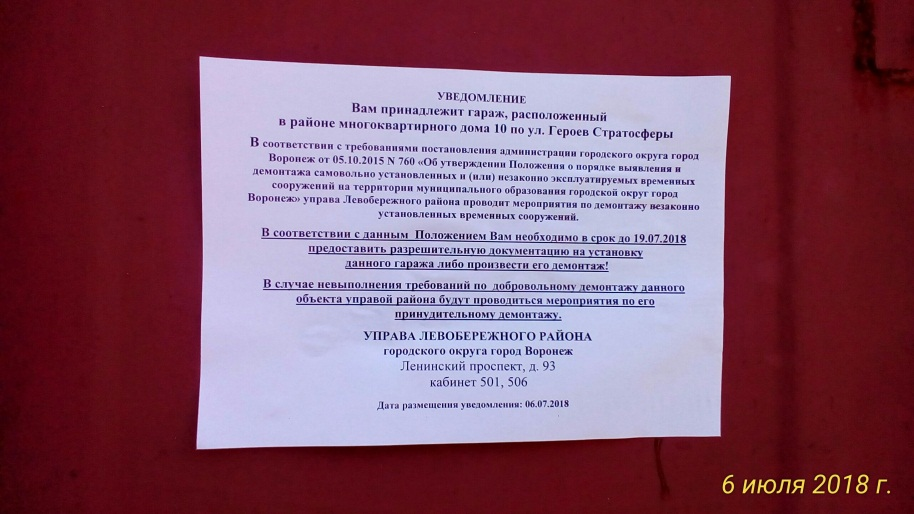 УВЕДОМЛЕНИЕ
Вам принадлежит гараж, расположенный
в районе многоквартирного дома 10 по ул. Героев Стратосферы
В соответствии с требованиями постановления администрации городского округа город
Воронеж от 05.10.2015 N 760 «Об утверждении Положения о порядке выявления и
демонтажа самовольно установленных и (или) незаконно эксплуатируемых временных
сооружений на территории муниципального образования городской округ город
Воронеж» управа Левобережного района проводит мероприятия по демонтажу незаконно
установленных временных сооружений.
В соответствии с данным Положением Вам необходимо в срок до 19.07.2018
предоставить разрешительную документацию на установку
данного гаража либо произвести его демонтаж!
В случае невыполнения требований по добровольному демонтажу данного
объекта управой района будут проводиться мероприятия по его
принудительному демонтажу.
УПРАВА ЛЕВОБЕРЕЖНОГО РАЙОНА
городского округа город Воронеж
Ленинский проспект, д. 93
кабинет 501, 506
Дата размещения уведомления: 06.07.2018
6 июля 2018 г.